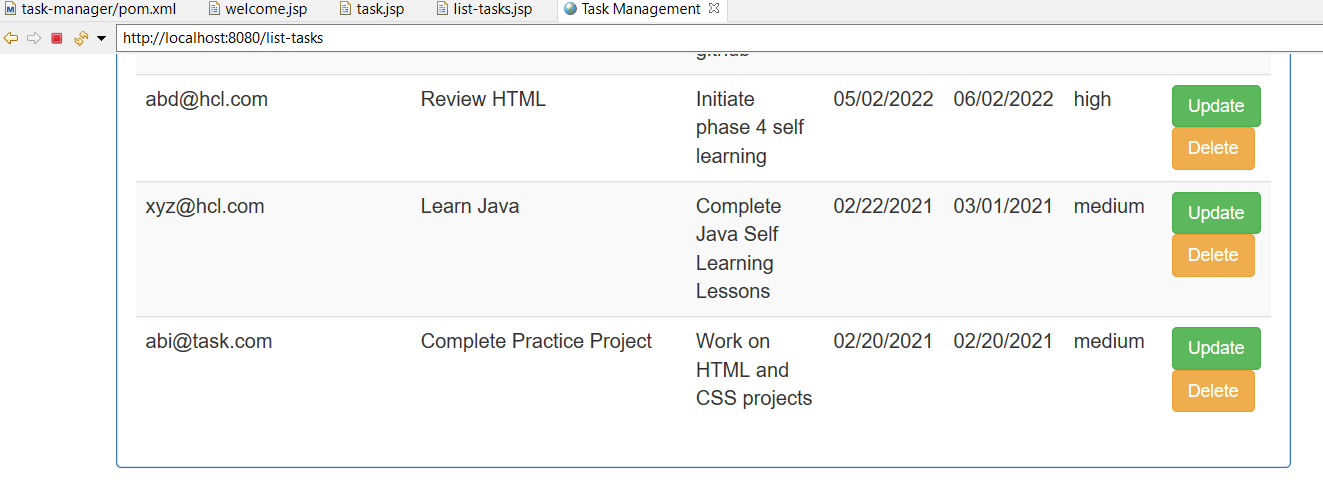 task-manager/pom.xml welcome.jsp task.jsp list-tasks.jsp Task Management
http://localhost:8080/list-tasks
github
abd@hcl.com Review HTML Initiate 05/02/2022 06/02/2022 high Update
phase 4 self
learning Delete
xyz@hcl.com Learn Java Complete 02/22/2021 03/01/2021 medium Update
Java Self
Learning Delete
Lessons
abi@task.com Complete Practice Project Work on 02/20/2021 02/20/2021 medium Update
HTML and
CSS projects Delete